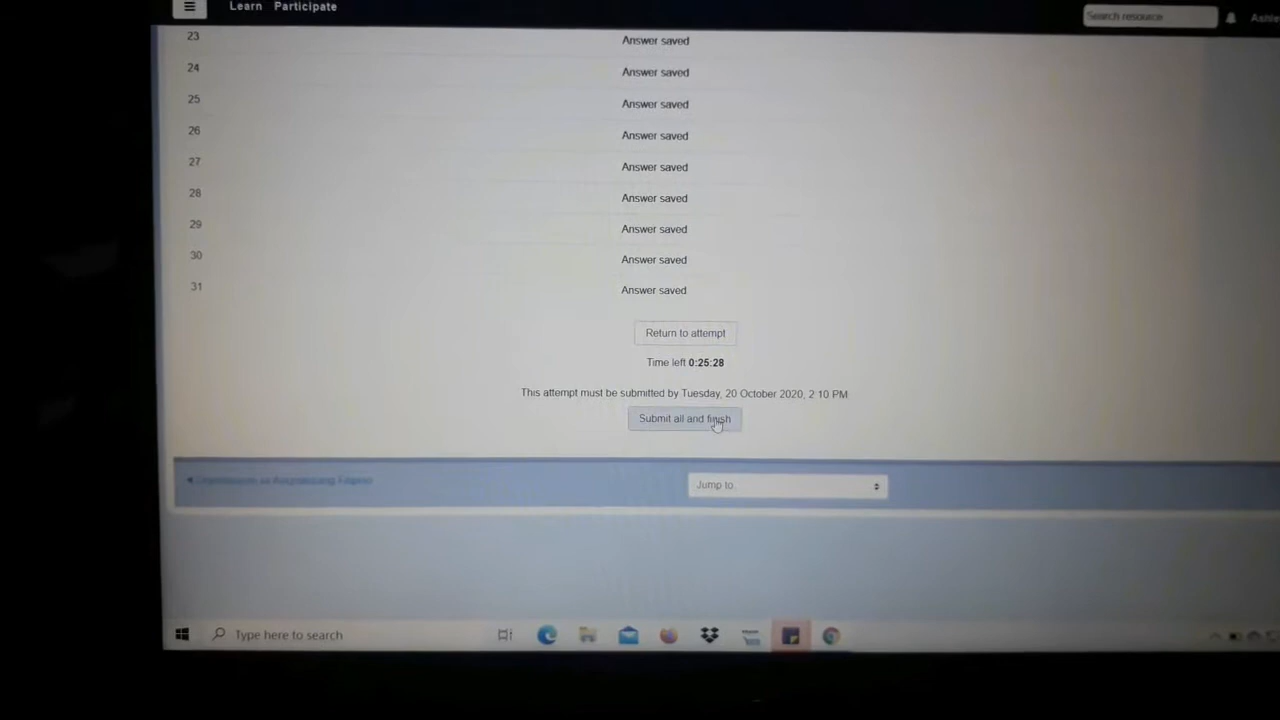 Learn Participate
Search resource
23 Answer saved
24 Answer saved
25 Answer saved
26 Answer saved
27 Answer saved
28 Answer saved
29 Answer saved
30 Answer saved
31 Answer saved
Return to attempt
Time left 0:25:28
This attempt must be submitted by Tuesday, 20 October 2020, 2 10 PM
Submit all and finish
sa Filipino
Jump to
Type here to search